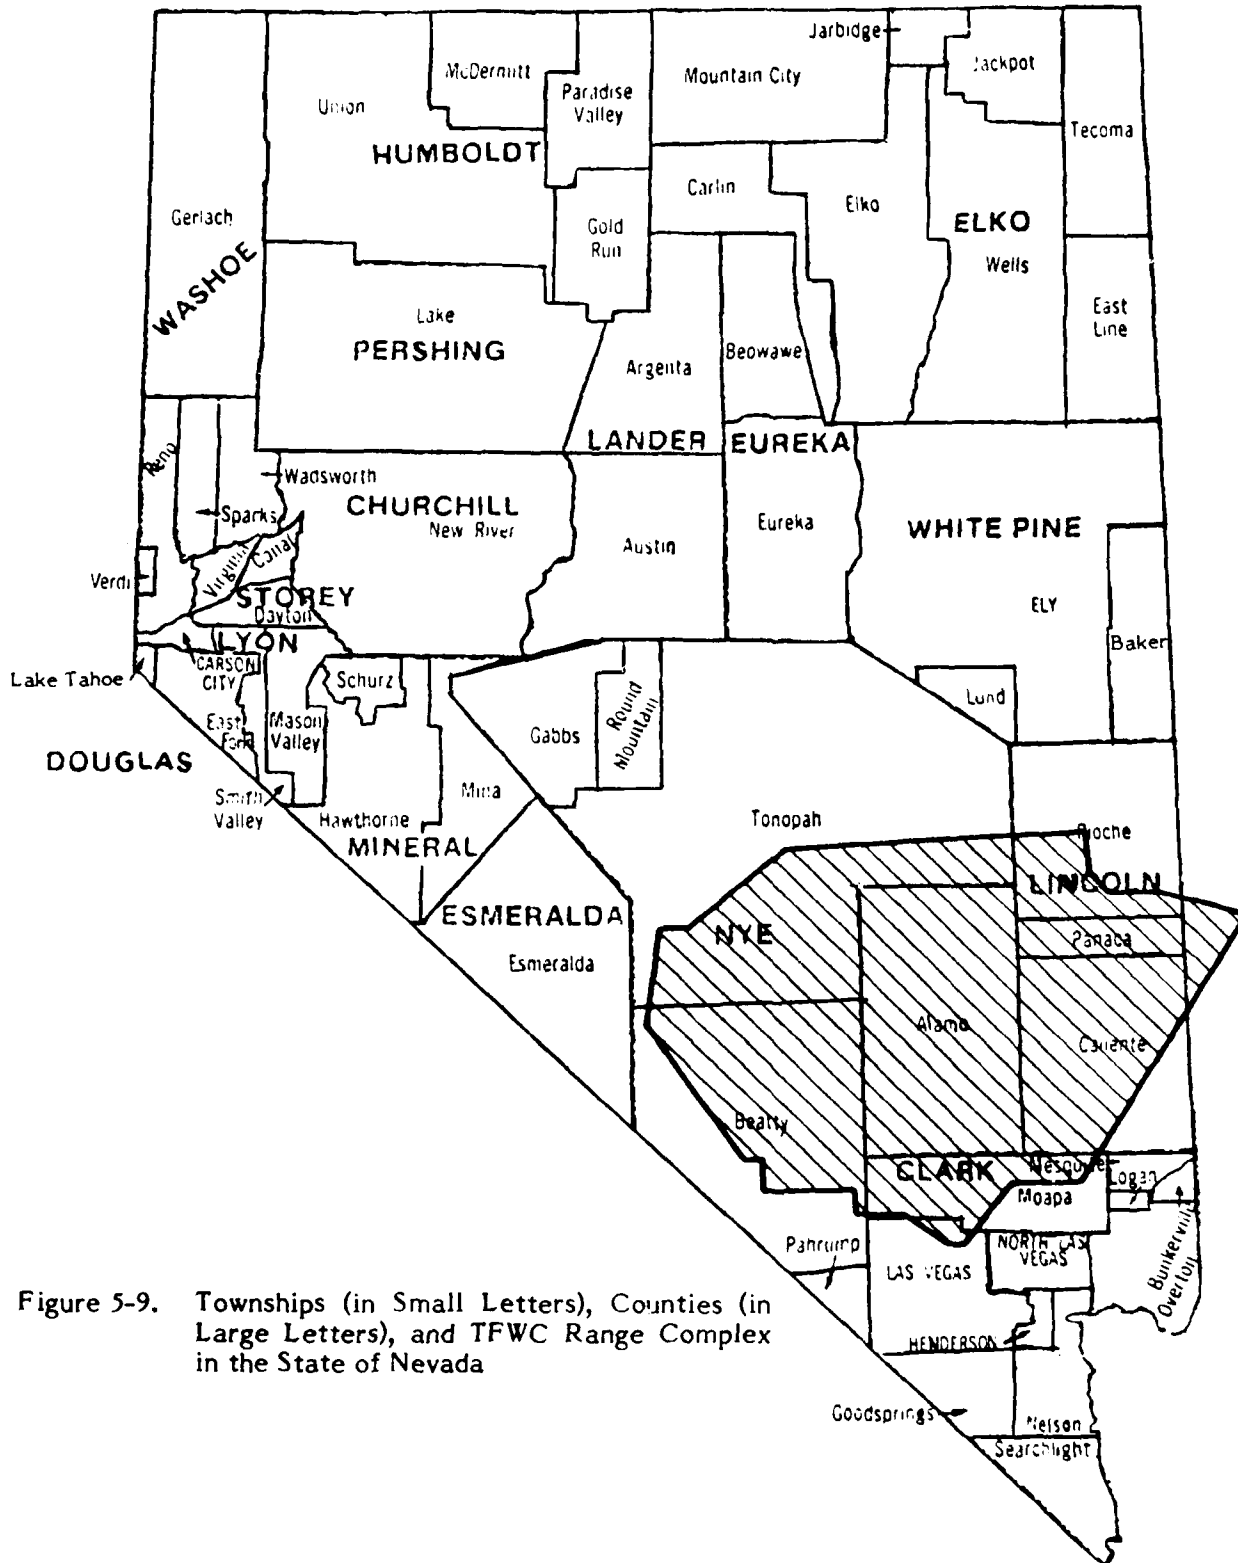 Jarbidge
McDermitt
Mountain City
Jackpot
Union
Paradise
Valley
Tecoma
HUMBOLDT
Carlin
Elko
Gerlach
Gold
Run
ELKO
Wells
WASHOE
Lake
East
Line
PERSHING
Argenta
Beowawe
LANDER
EUREKA
Reno
Wadsworth
CHURCHILL
New River
Sparks
Eureka
WHITE PINE
Austin
Virginia
Canal
Verdi
STOREY
Dayton
ELY
LYON
Baker
CARSON
CITY
Lake Tahoe
Schurz
Lund
East
Fork
Mason
Valley
Gabbs
Round
Mountain
DOUGLAS
Mina
Smith
Valley
Hawthorne
Tonopah
Pioche
MINERAL
LINCOLN
ESMERALDA
NYE
Panaca
Esmeralda
Alamo
Caliente
Beatty
CLARK
Mesquite
Logan
Moapa
Pahrump
NORTH LAS
VEGAS
LAS VEGAS
Bunkerville
Overton
HENDERSON
Figure 5-9. Townships (in Small Letters), Counties (in
Large Letters), and TFWC Range Complex
in the State of Nevada
Goodsprings
Nelson
Searchlight